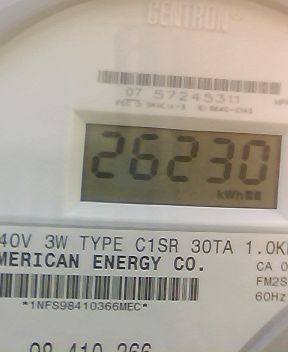 CENTRON®
07 57245311
26230
kWh
40V 3W TYPE C1SR 30TA 1.0K
MERICAN ENERGY CO.
CA 0
FM2S
60Hz
*1NFS98410366MEC*
98 410 366